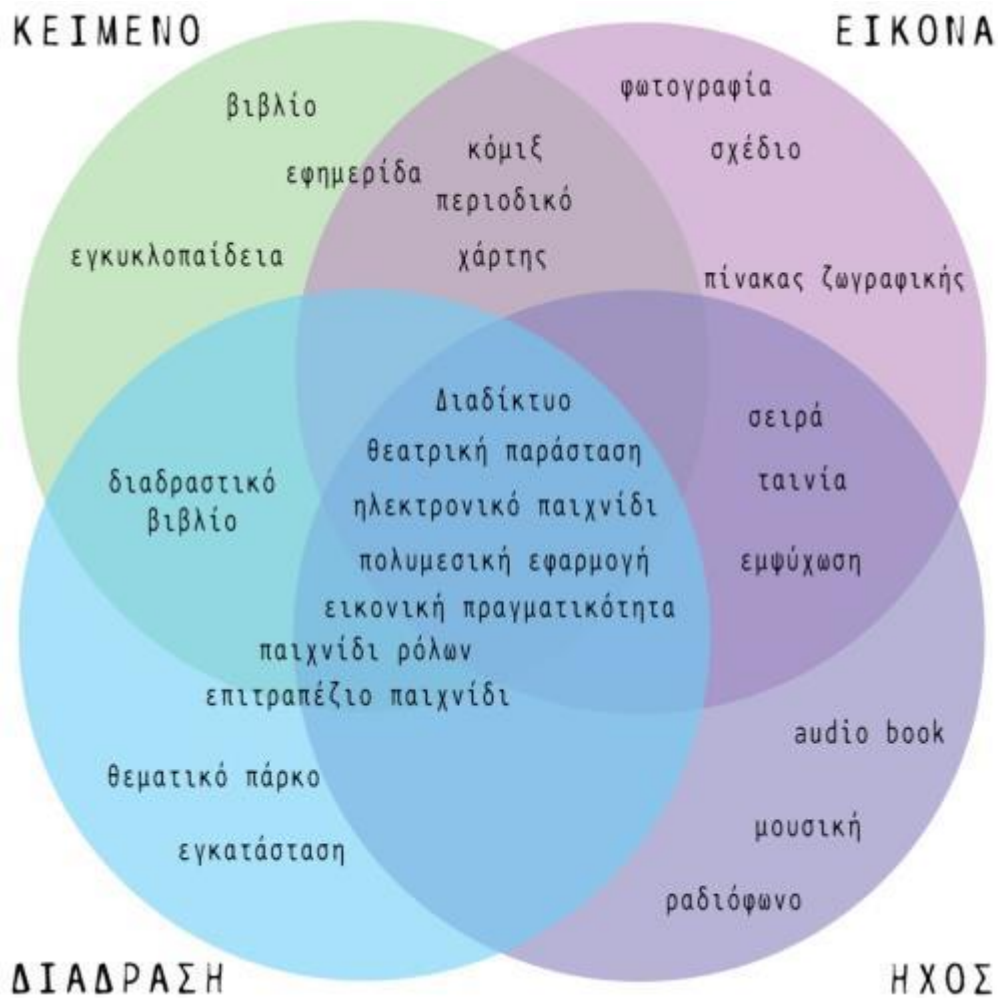 ΚΕΙΜΕΝΟ
ΕΙΚΟΝΑ
βιβλίο
εφημερίδα
εγκυκλοπαίδεια
κόμιξ
περιοδικό
χάρτης
φωτογραφία
σχέδιο
πίνακας ζωγραφικής
διαδραστικό
βιβλίο
Διαδίκτυο
θεατρική παράσταση
ηλεκτρονικό παιχνίδι
πολυμεσική εφαρμογή
εικονική πραγματικότητα
παιχνίδι ρόλων
επιτραπέζιο παιχνίδι
σειρά
ταινία
εμψύχωση
θεματικό πάρκο
εγκατάσταση
audio book
μουσική
ραδιόφωνο
ΔΙΑΔΡΑΣΗ
ΗΧΟΣ